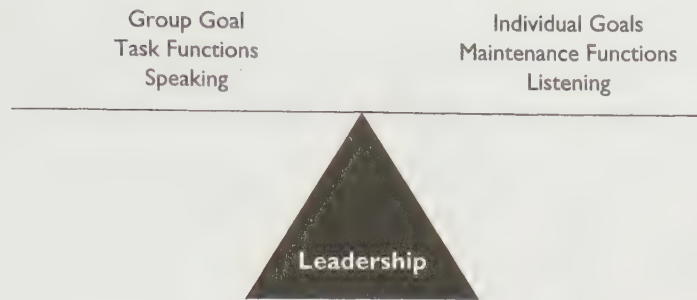 Group Goal
Task Functions
Speaking
Individual Goals
Maintenance Functions
Listening
Leadership